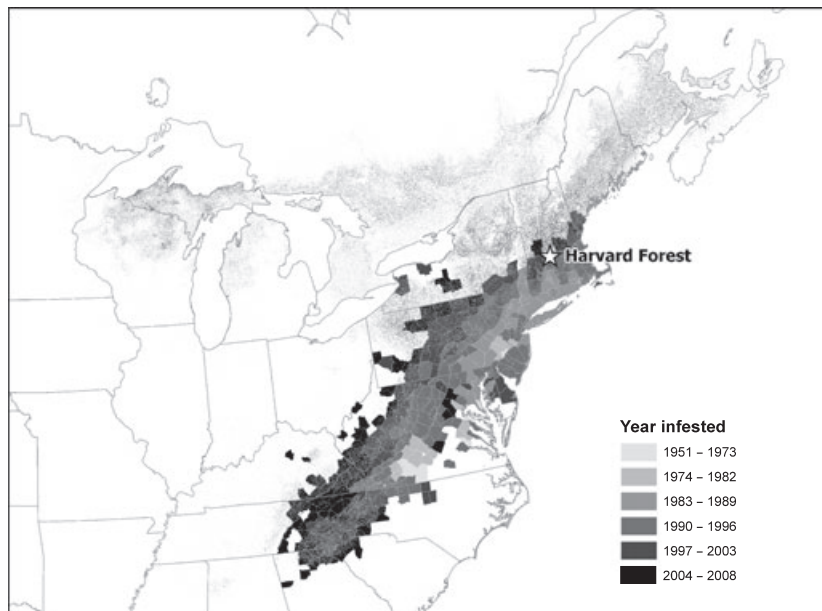 Harvard Forest
Year infested
1951 – 1973
1974 – 1982
1983 – 1989
1990 – 1996
1997 – 2003
2004 – 2008